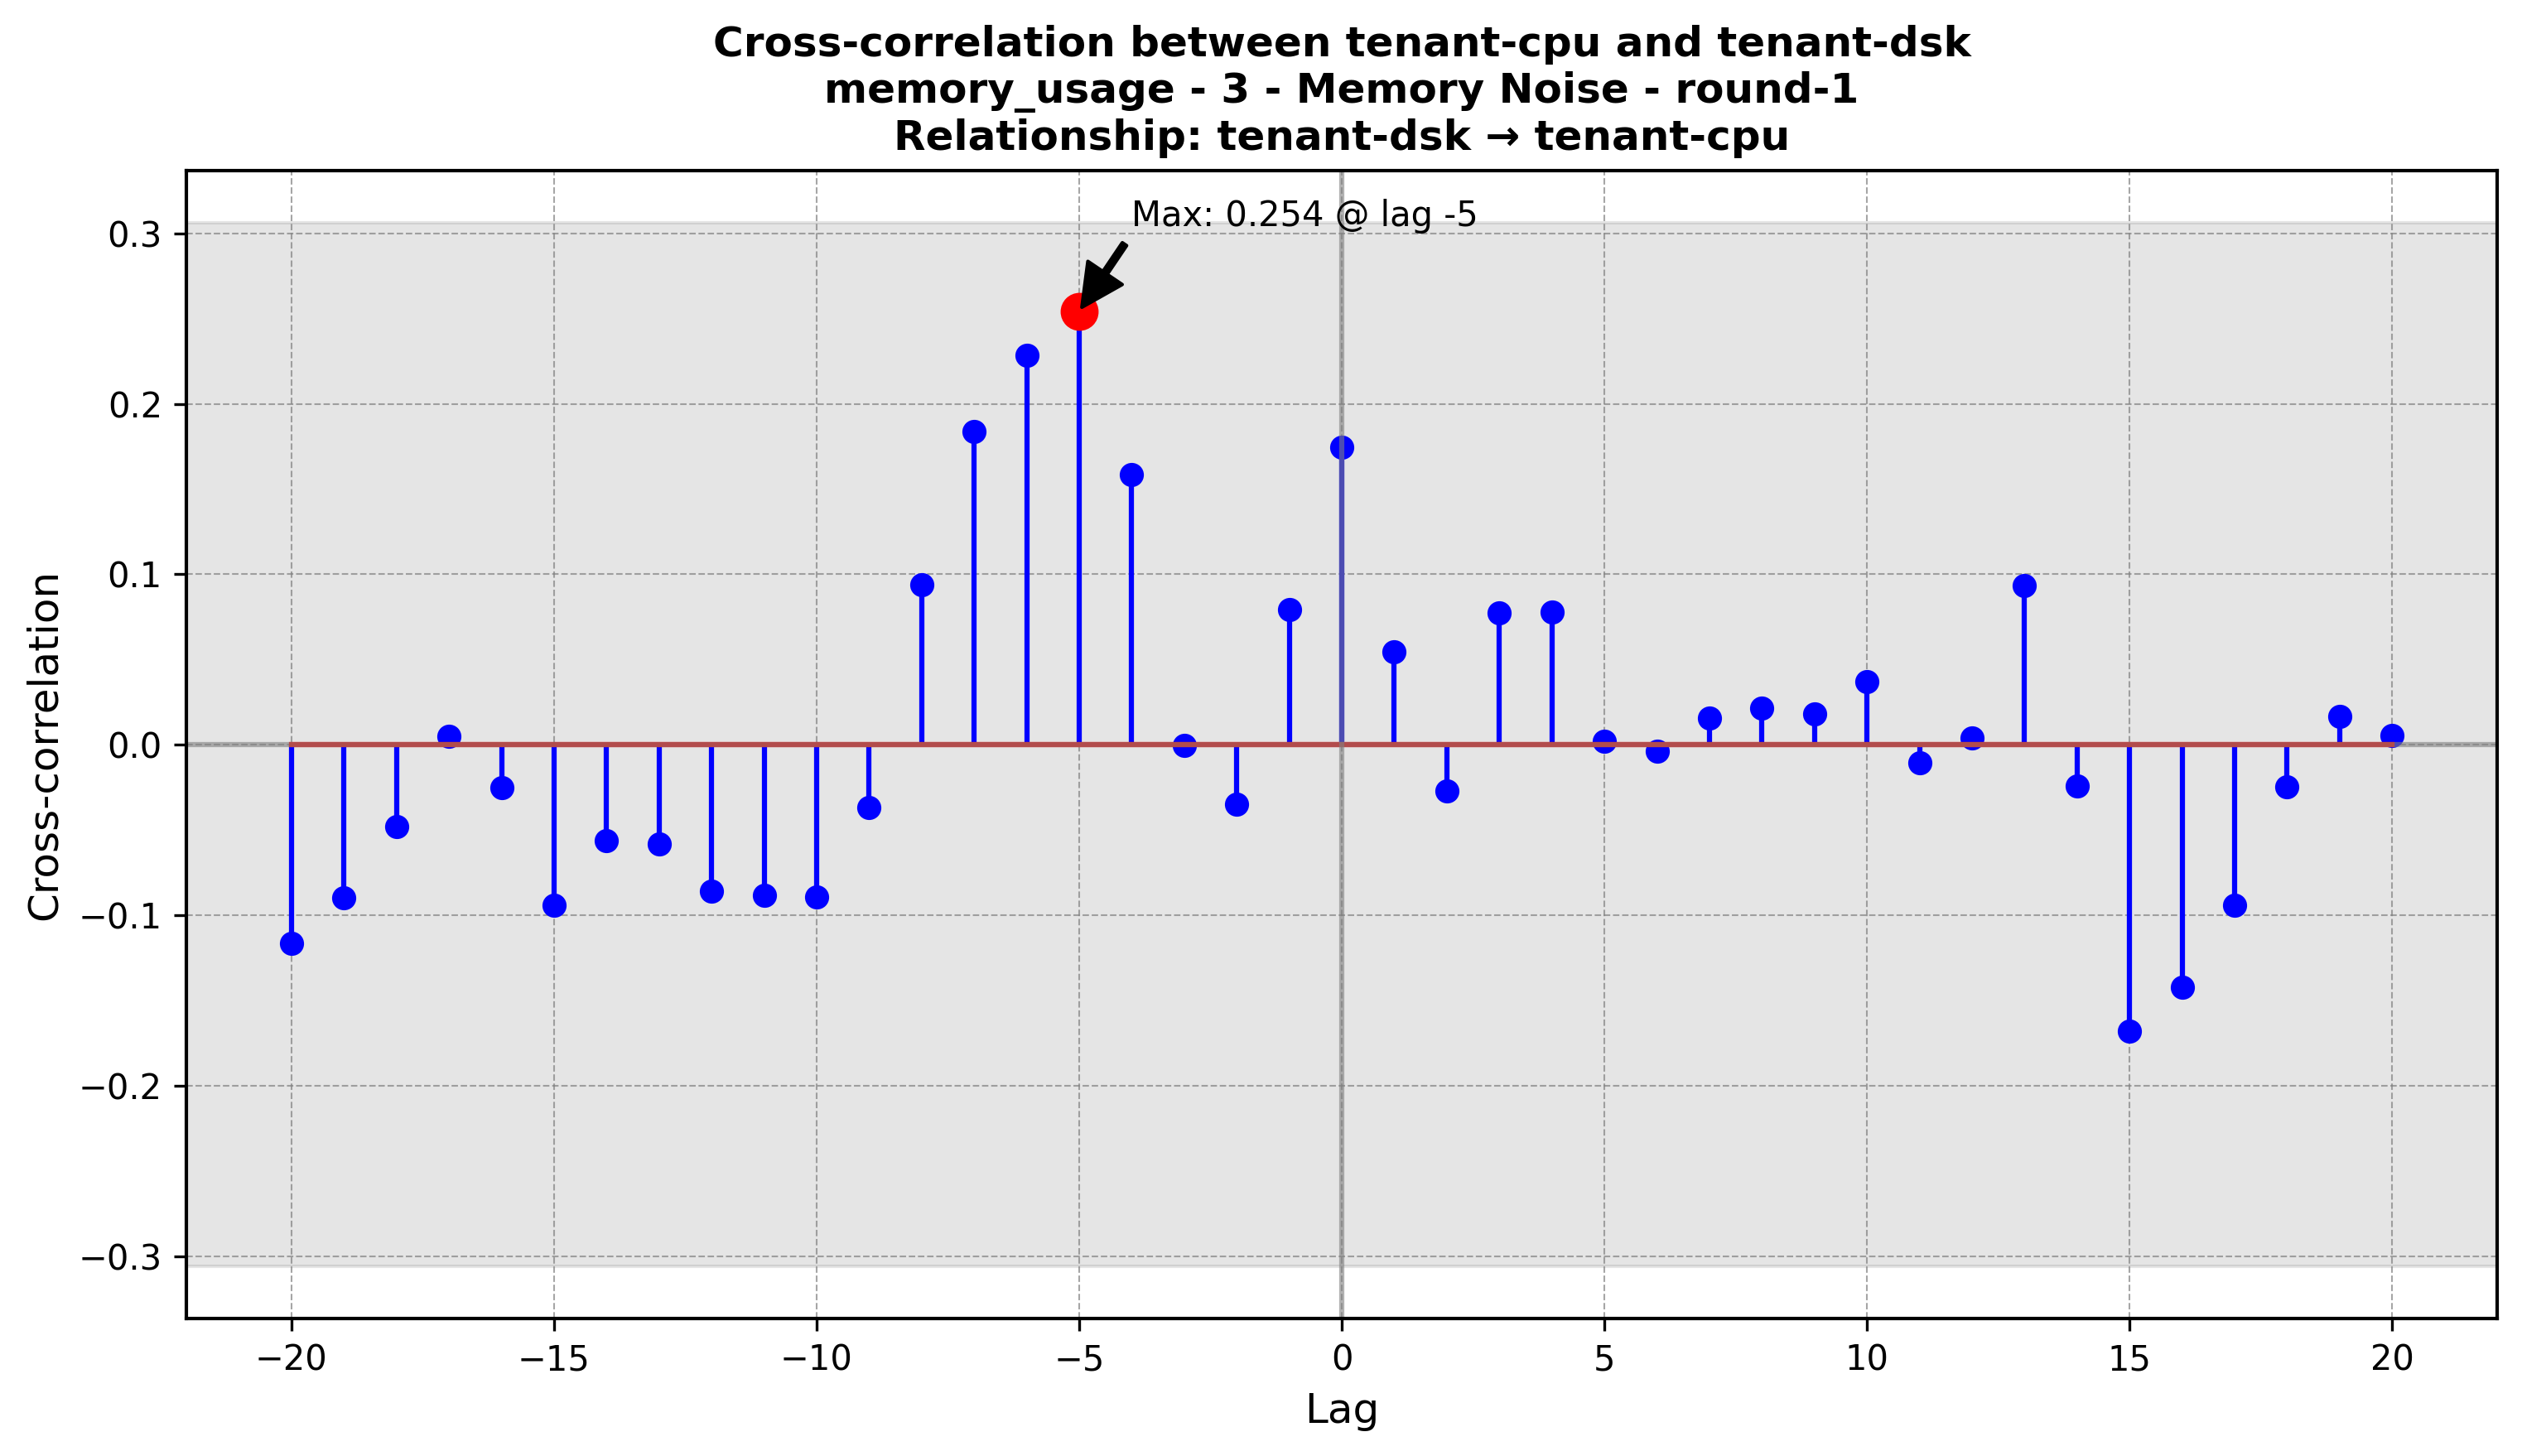 Cross-correlation between tenant-cpu and tenant-dsk
memory_usage - 3 - Memory Noise - round-1
Relationship: tenant-dsk → tenant-cpu
Max: 0.254 @ lag -5
0.3
0.2
0.1
0.0
−0.1
−0.2
−0.3
Cross-correlation
−20
−15
−10
−5
0
5
10
15
20
Lag